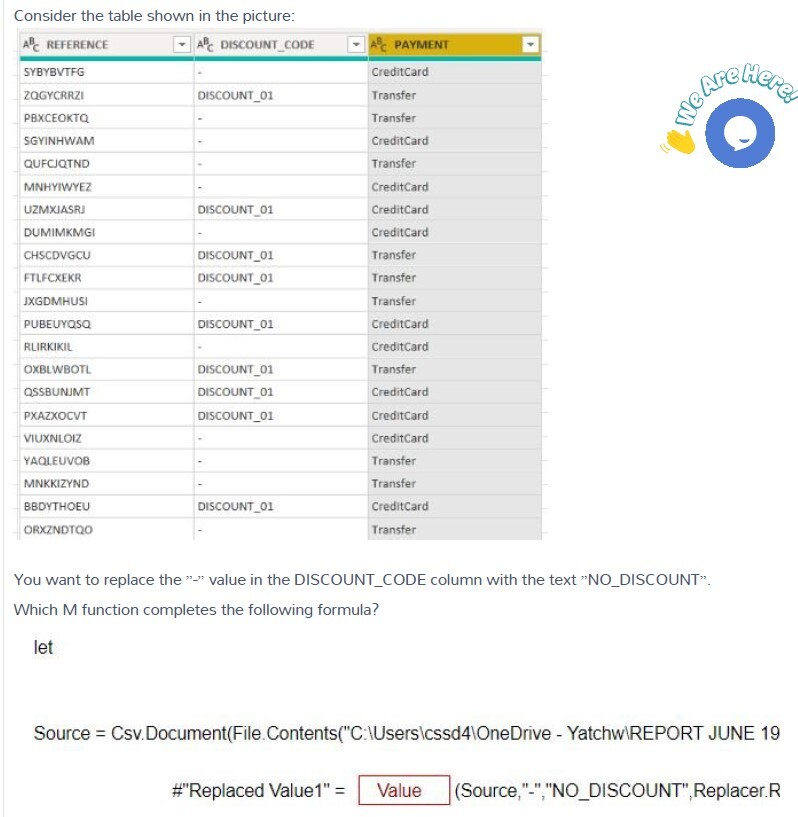 Consider the table shown in the picture:
ABC REFERENCE ABC DISCOUNT_CODE ABC PAYMENT
SYBYBVTFG - CreditCard
ZQGYCRRZI DISCOUNT_01 Transfer
PBXCEOKTQ - Transfer
SGYINHWAM - CreditCard
QUFCJQTND - Transfer
MNHYIWYEZ - CreditCard
UZMXJASRJ DISCOUNT_01 CreditCard
DUMIMKMGI - CreditCard
CHSCDVGCU DISCOUNT_01 Transfer
FTLFCXEKR DISCOUNT_01 Transfer
JXGDMHUSI - Transfer
PUBEUYQSQ DISCOUNT_01 CreditCard
RLIRKIKIL - CreditCard
OXBLWBOTL DISCOUNT_01 Transfer
QSSBUNJMT DISCOUNT_01 CreditCard
PXAZXOCVT DISCOUNT_01 CreditCard
VIUXNLOIZ - CreditCard
YAQLEUVOB - Transfer
MNKKIZYND - Transfer
BBDYTHOEU DISCOUNT_01 CreditCard
ORXZNDTQO - Transfer
We Are Here!
You want to replace the ”-” value in the DISCOUNT_CODE column with the text ”NO_DISCOUNT”.
Which M function completes the following formula?
let
Source = Csv.Document(File.Contents("C:\Users\cssd4\OneDrive - Yatchw\REPORT JUNE 19
#"Replaced Value1" = Value (Source,"-","NO_DISCOUNT",Replacer.R